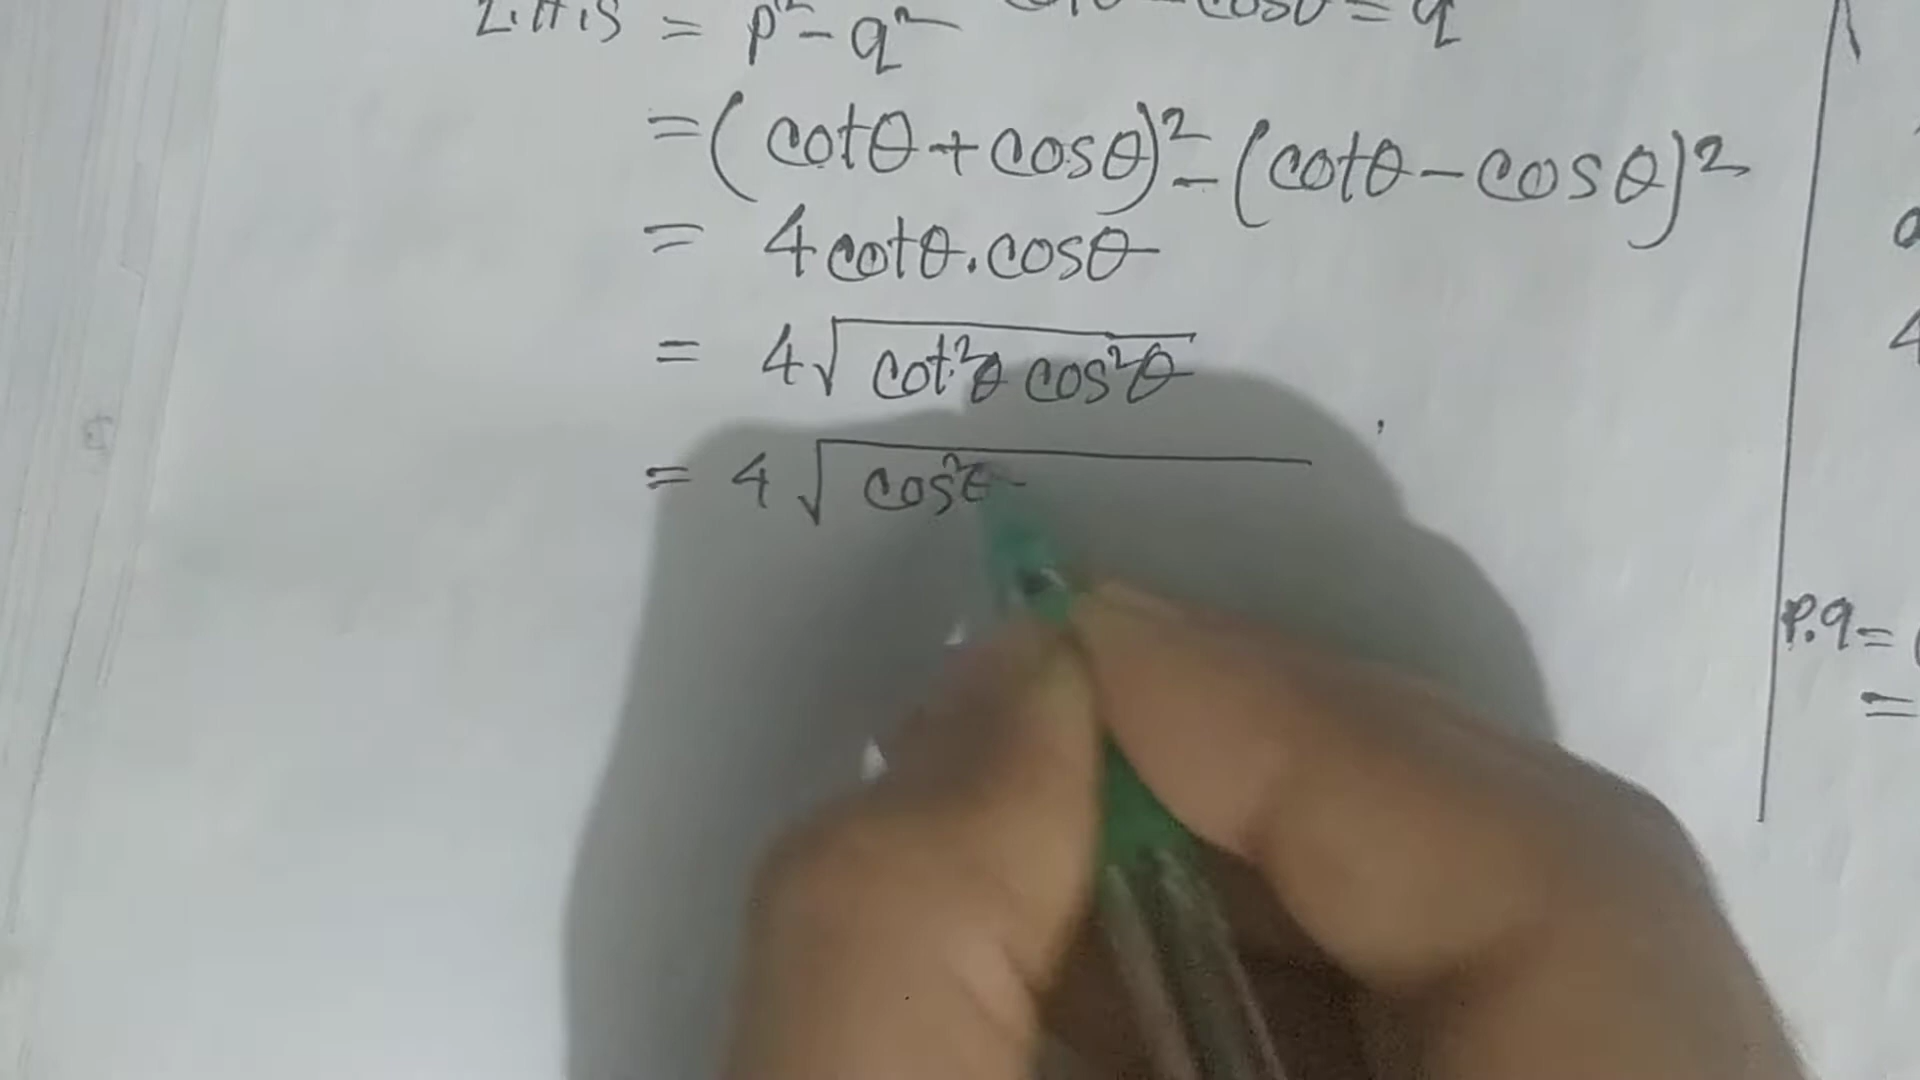 L.H.S = p² - q² cotθ - cosθ = q
= (cotθ + cosθ)² - (cotθ - cosθ)²
= 4cotθ.cosθ
= 4√cot²θ cos²θ
= 4√cos²θ
p.q =
=